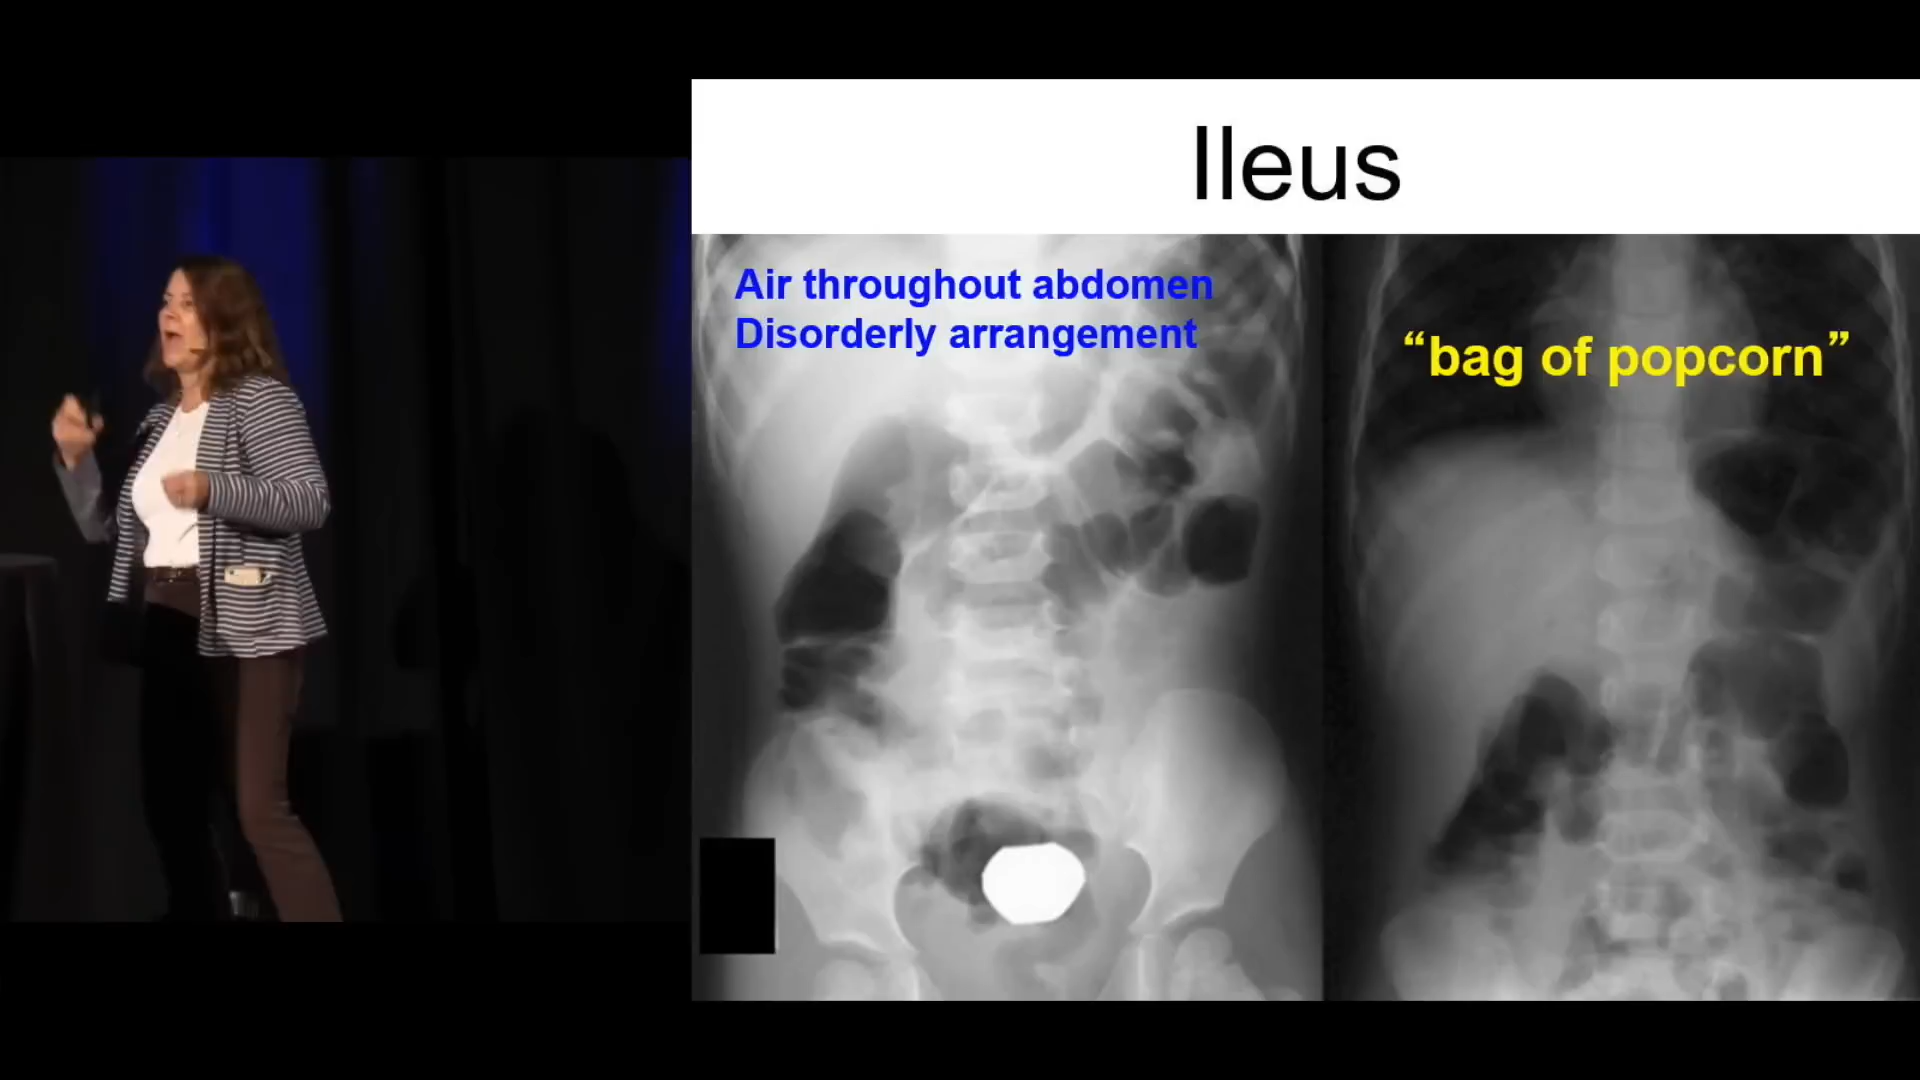 Ileus
Air throughout abdomen
Disorderly arrangement
“bag of popcorn”